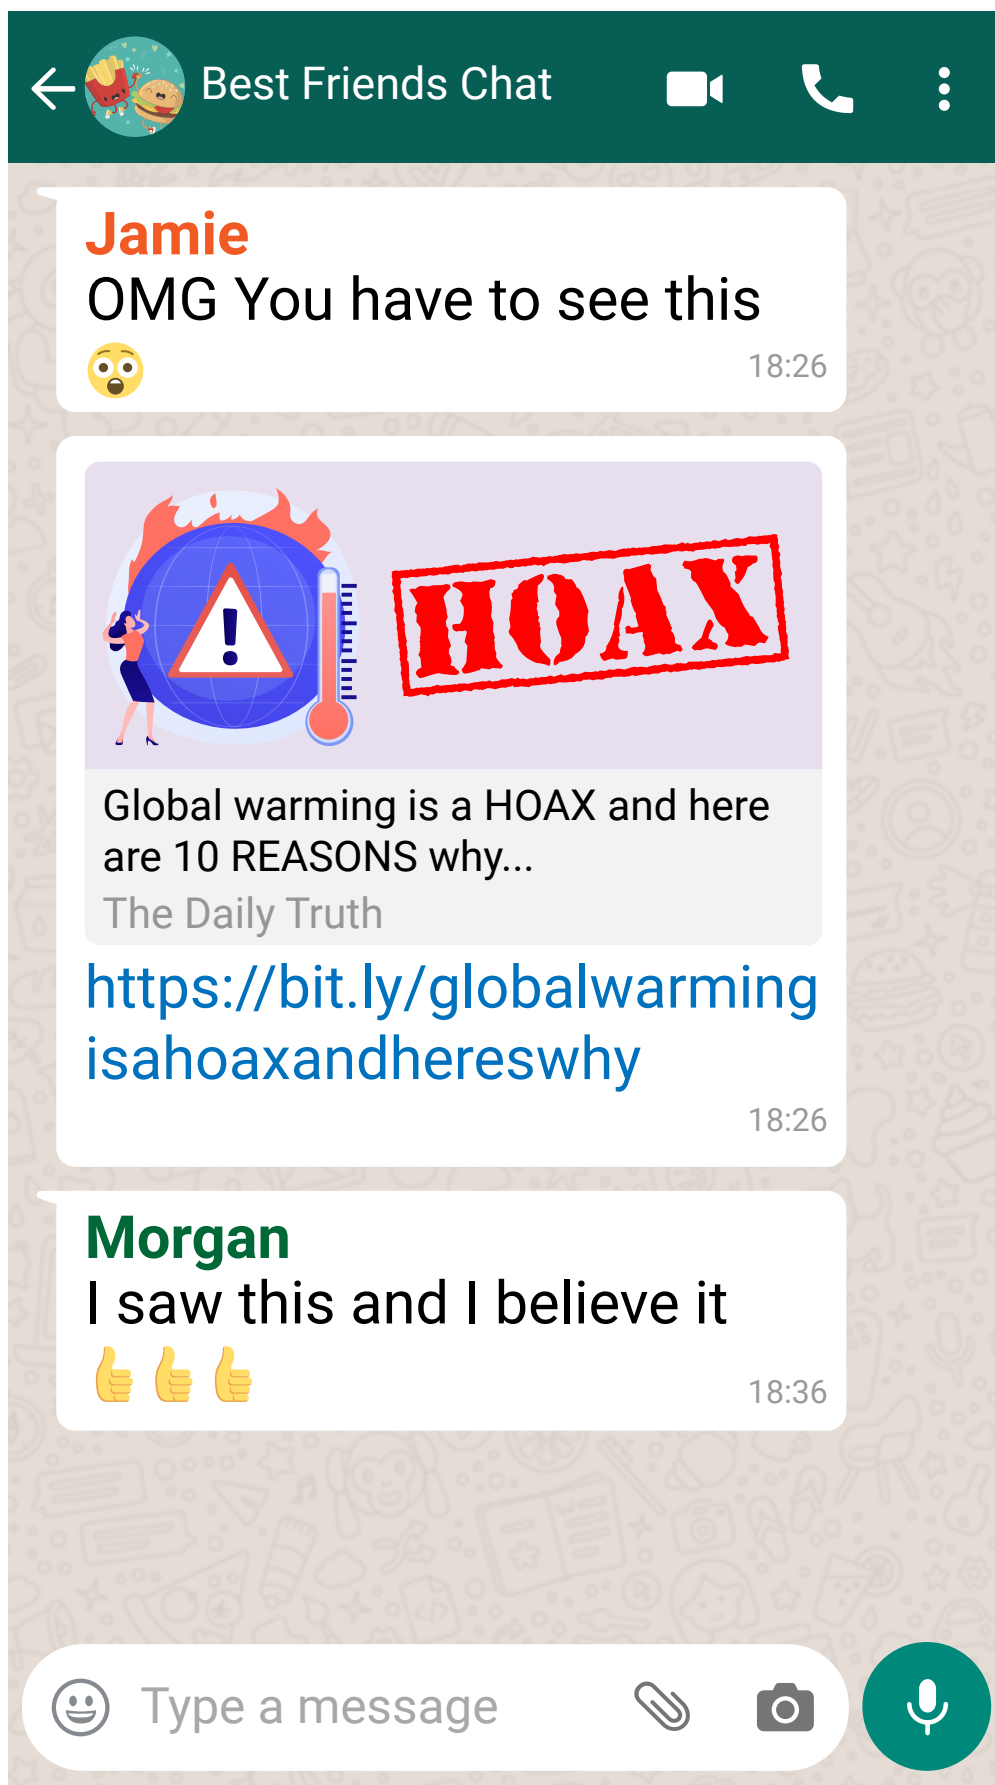 Best Friends Chat
Jamie
OMG You have to see this
18:26
HOAX
Global warming is a HOAX and here
are 10 REASONS why...
The Daily Truth
https://bit.ly/globalwarming
isahoaxandhereswhy
18:26
Morgan
I saw this and I believe it
18:36
Type a message